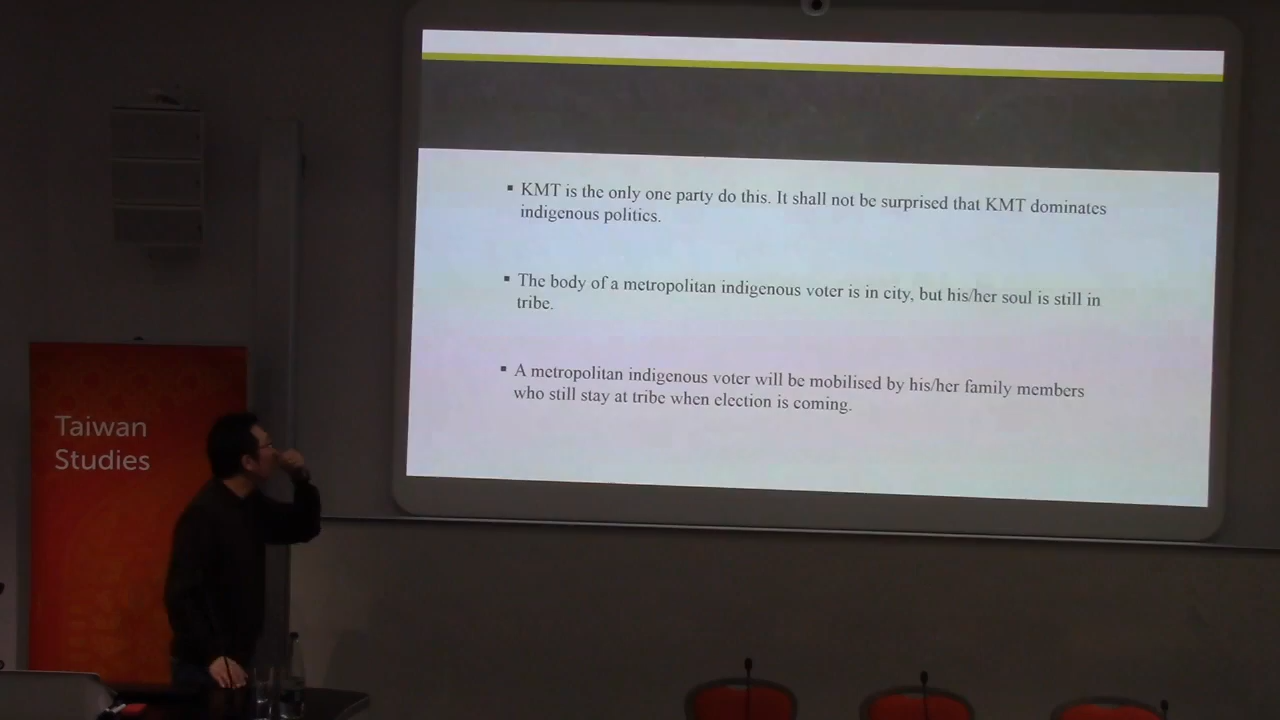 ▪ KMT is the only one party do this. It shall not be surprised that KMT dominates
indigenous politics.
▪ The body of a metropolitan indigenous voter is in city, but his/her soul is still in
tribe.
▪ A metropolitan indigenous voter will be mobilised by his/her family members
who still stay at tribe when election is coming.
Taiwan
Studies